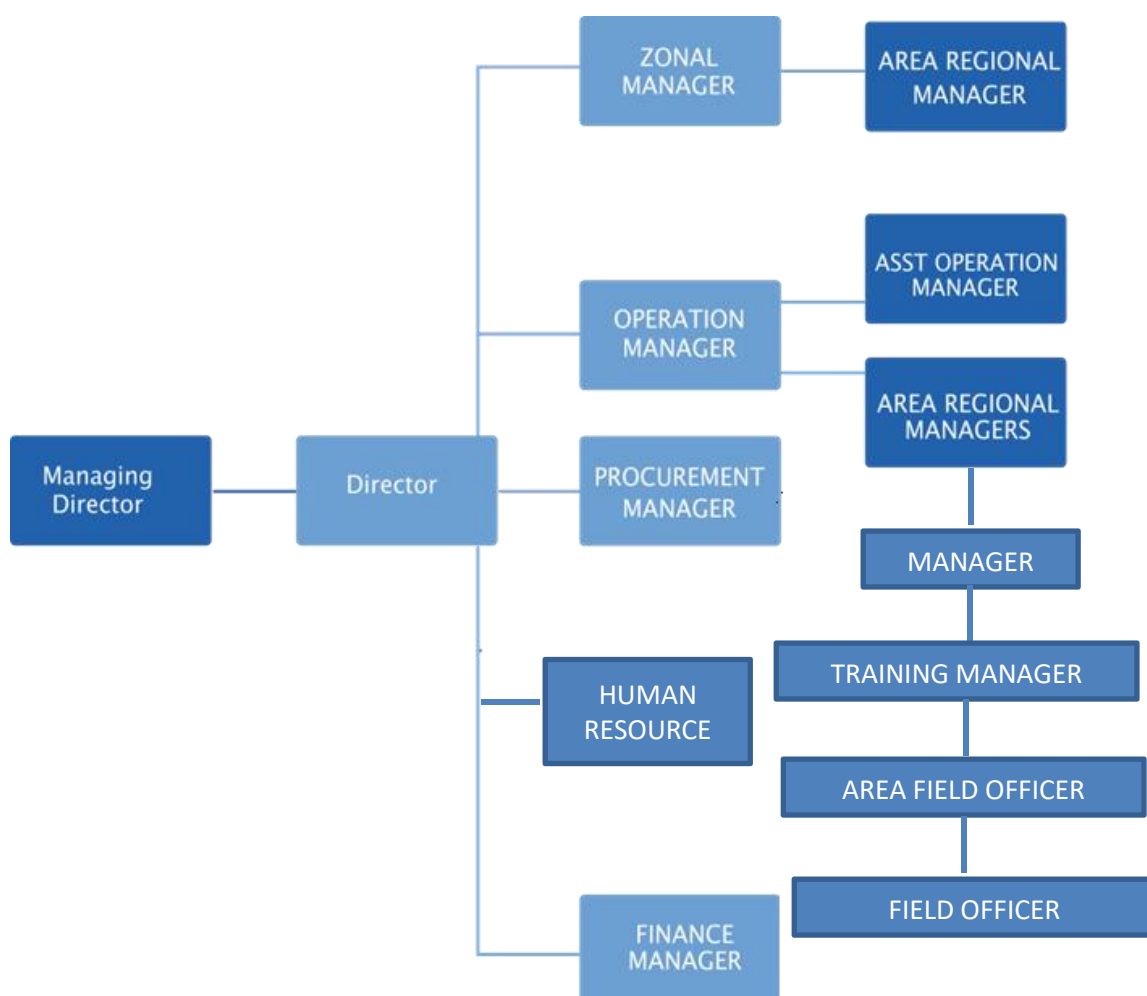 ZONAL
MANAGER
AREA REGIONAL
MANAGER
ASST OPERATION
MANAGER
OPERATION
MANAGER
AREA REGIONAL
MANAGERS
Managing
Director
Director
PROCUREMENT
MANAGER
MANAGER
TRAINING MANAGER
HUMAN
RESOURCE
AREA FIELD OFFICER
FIELD OFFICER
FINANCE
MANAGER